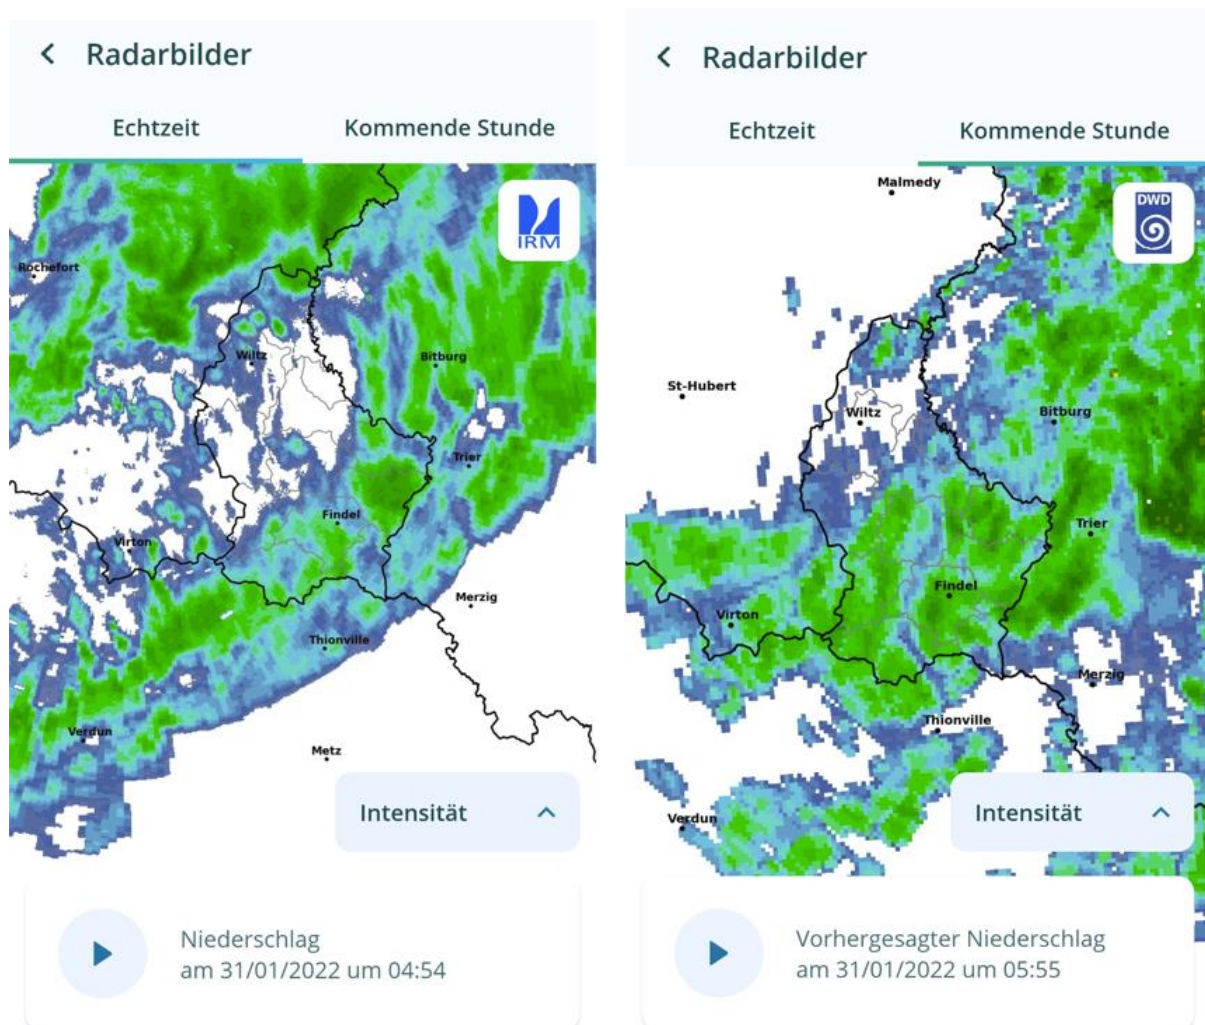 Radarbilder
Echtzeit
Kommende Stunde
IRM
Rochefort
Wiltz
Bitburg
Trier
Findel
Virton
Merzig
Thionville
Verdun
Metz
Intensität
Niederschlag
am 31/01/2022 um 04:54
Radarbilder
Echtzeit
Kommende Stunde
Malmedy
DWD
St-Hubert
Wiltz
Bitburg
Trier
Findel
Virton
Merzig
Thionville
Verdun
Intensität
Vorhergesagter Niederschlag
am 31/01/2022 um 05:55